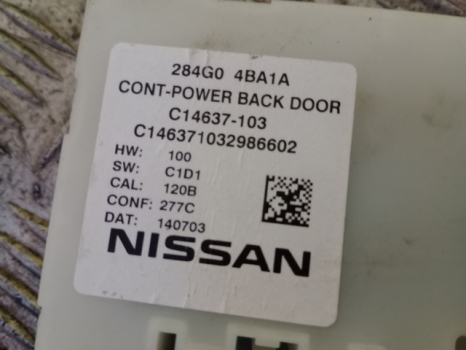 284G0 4BA1A
CONT-POWER BACK DOOR
C14637-103
C146371032986602
HW: 100
SW: C1D1
CAL: 120B
CONF: 277C
DAT: 140703
NISSAN